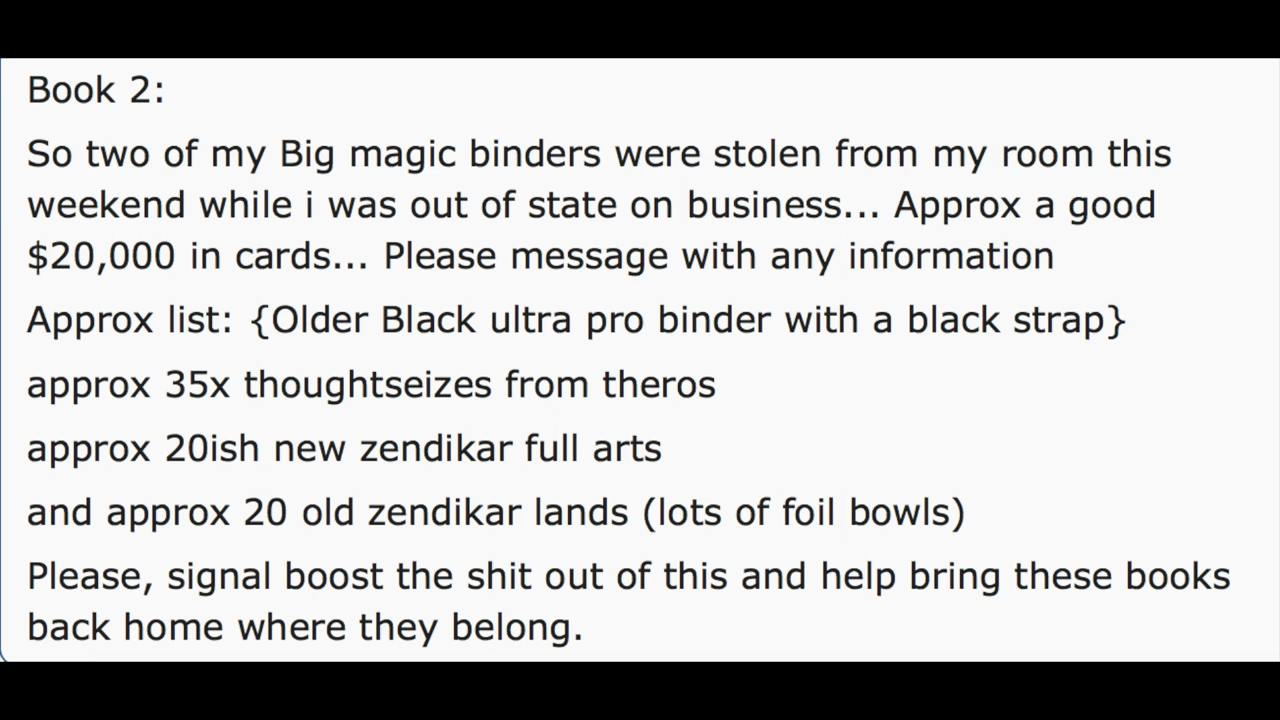 Book 2:
So two of my Big magic binders were stolen from my room this
weekend while i was out of state on business... Approx a good
$20,000 in cards... Please message with any information
Approx list: {Older Black ultra pro binder with a black strap}
approx 35x thoughtseizes from theros
approx 20ish new zendikar full arts
and approx 20 old zendikar lands (lots of foil bowls)
Please, signal boost the shit out of this and help bring these books
back home where they belong.